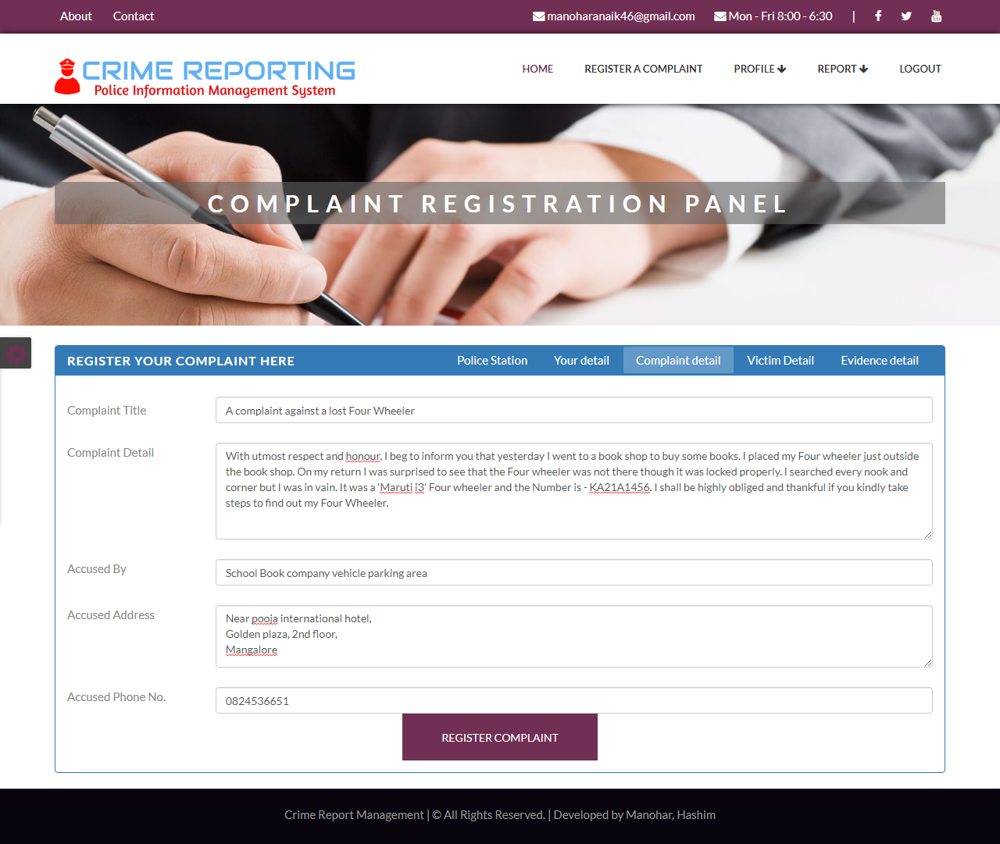 About Contact manoharanaik46@gmail.com Mon - Fri 8:00 - 6:30 |
CRIME REPORTING
Police Information Management System
HOME REGISTER A COMPLAINT PROFILE REPORT LOGOUT
COMPLAINT REGISTRATION PANEL
REGISTER YOUR COMPLAINT HERE Police Station Your detail Complaint detail Victim Detail Evidence detail
Complaint Title A complaint against a lost Four Wheeler
Complaint Detail
With utmost respect and honour, I beg to inform you that yesterday I went to a book shop to buy some books. I placed my Four wheeler just outside
the book shop. On my return I was surprised to see that the Four wheeler was not there though it was locked properly. I searched every nook and
corner but I was in vain. It was a ‘Maruti i3’ Four wheeler and the Number is - KA21A1456. I shall be highly obliged and thankful if you kindly take
steps to find out my Four Wheeler.
Accused By School Book company vehicle parking area
Accused Address
Near pooja international hotel,
Golden plaza, 2nd floor,
Mangalore
Accused Phone No. 0824536651
REGISTER COMPLAINT
Crime Report Management | © All Rights Reserved. | Developed by Manohar, Hashim